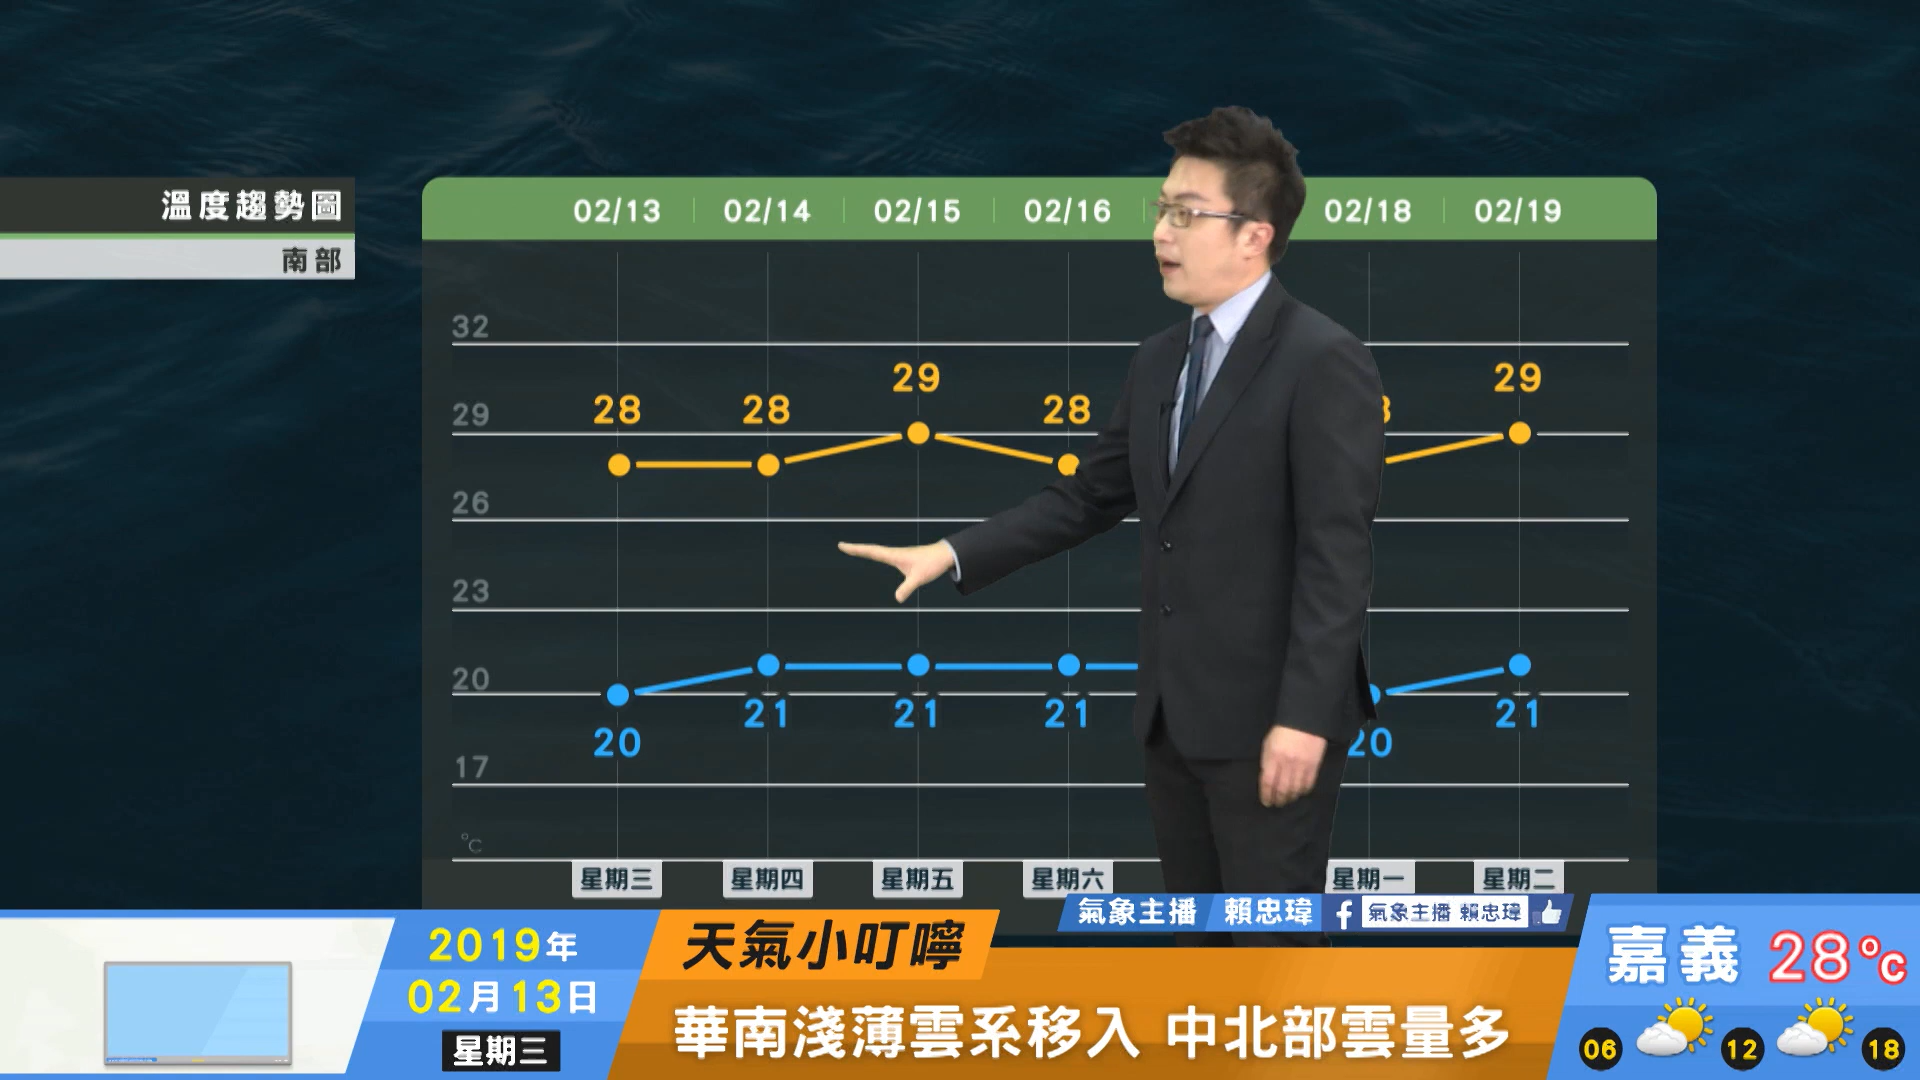 溫度趨勢圖
南部
02/13 02/14 02/15 02/16 02/18 02/19
32
29
26
23
20
17
°C
28 28 29 28 29
20 21 21 21 20 21
星期三 星期四 星期五 星期六 星期一 星期二
氣象主播 賴忠瑋 f 氣象主播 賴忠瑋
2019年
02月13日
星期三
天氣小叮嚀
華南淺薄雲系移入 中北部雲量多
嘉義 28°C
06 12 18